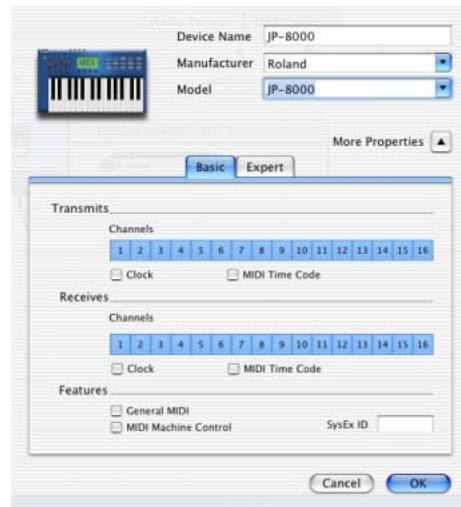 Device Name JP-8000
Manufacturer Roland
Model JP-8000
MIDI
More Properties
Basic Expert
Transmits
Channels
1 2 3 4 5 6 7 8 9 10 11 12 13 14 15 16
Clock MIDI Time Code
Receives
Channels
1 2 3 4 5 6 7 8 9 10 11 12 13 14 15 16
Clock MIDI Time Code
Features
General MIDI
MIDI Machine Control SysEx ID
Cancel OK